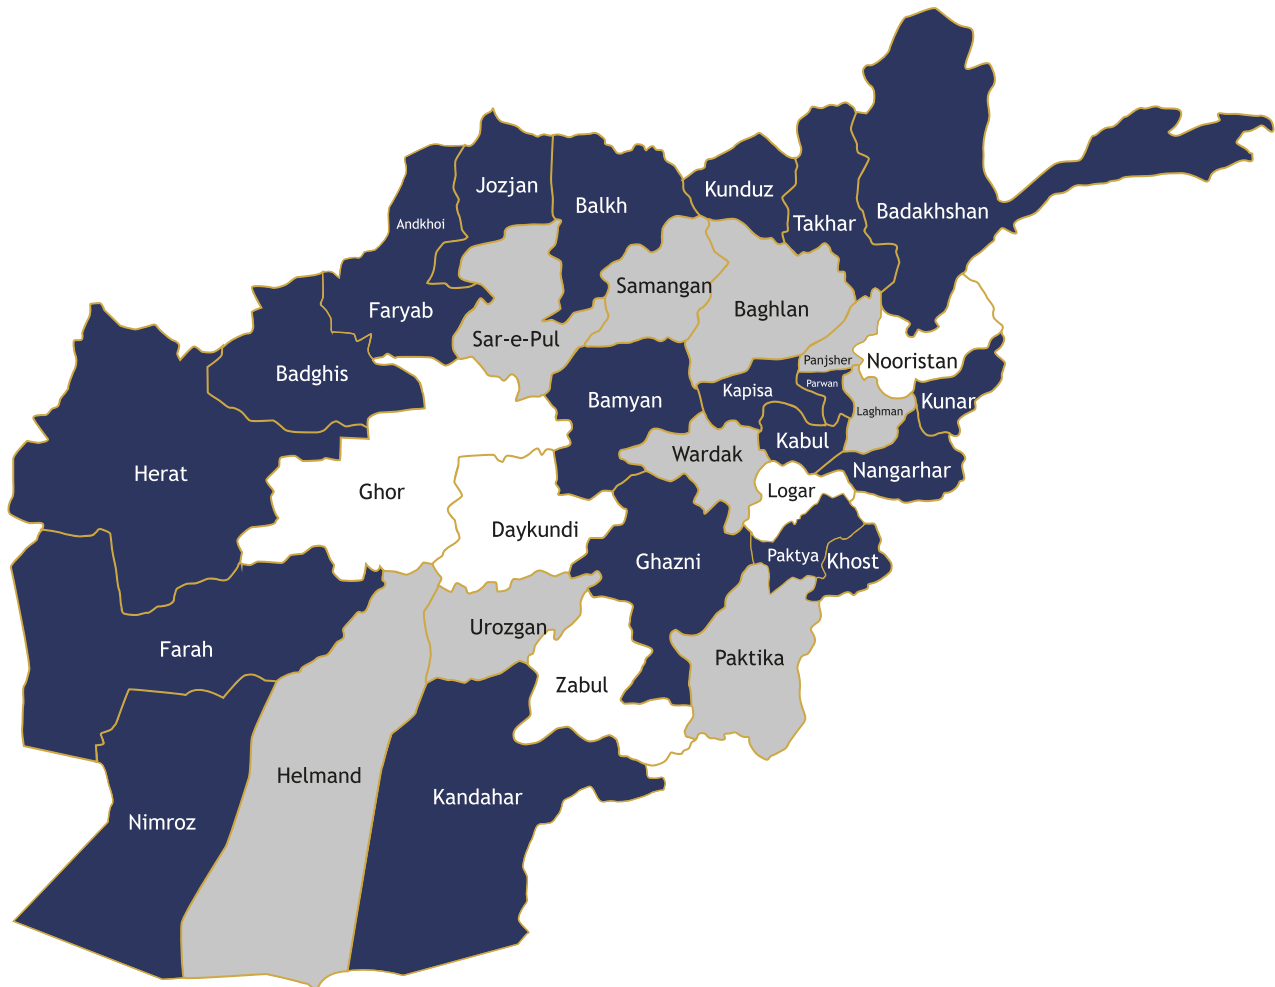 Jozjan
Kunduz
Balkh
Badakhshan
Takhar
Andkhoi
Samangan
Baghlan
Faryab
Sar-e-Pul
Panjsher
Nooristan
Badghis
Parwan
Kapisa
Bamyan
Kunar
Laghman
Kabul
Wardak
Nangarhar
Herat
Logar
Ghor
Daykundi
Paktya
Ghazni
Khost
Urozgan
Farah
Paktika
Zabul
Helmand
Kandahar
Nimroz